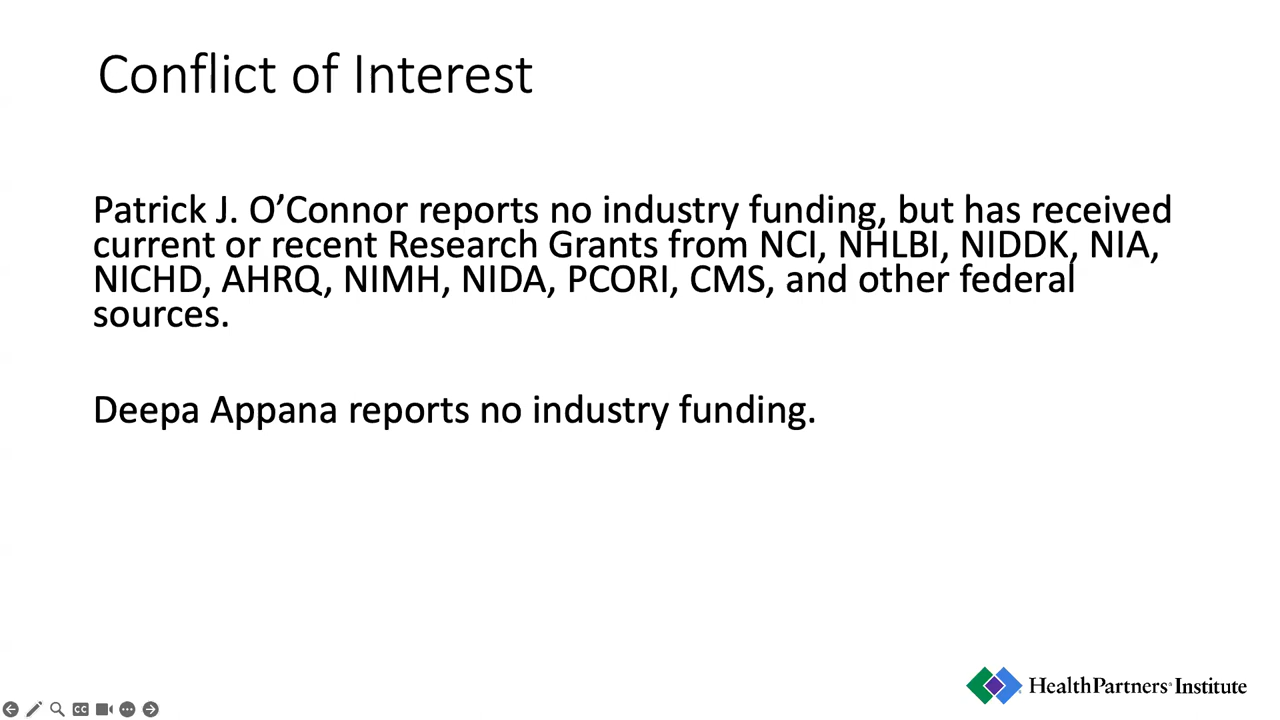 Conflict of Interest
Patrick J. O’Connor reports no industry funding, but has received
current or recent Research Grants from NCI, NHLBI, NIDDK, NIA,
NICHD, AHRQ, NIMH, NIDA, PCORI, CMS, and other federal
sources.
Deepa Appana reports no industry funding.
CC
HealthPartners Institute